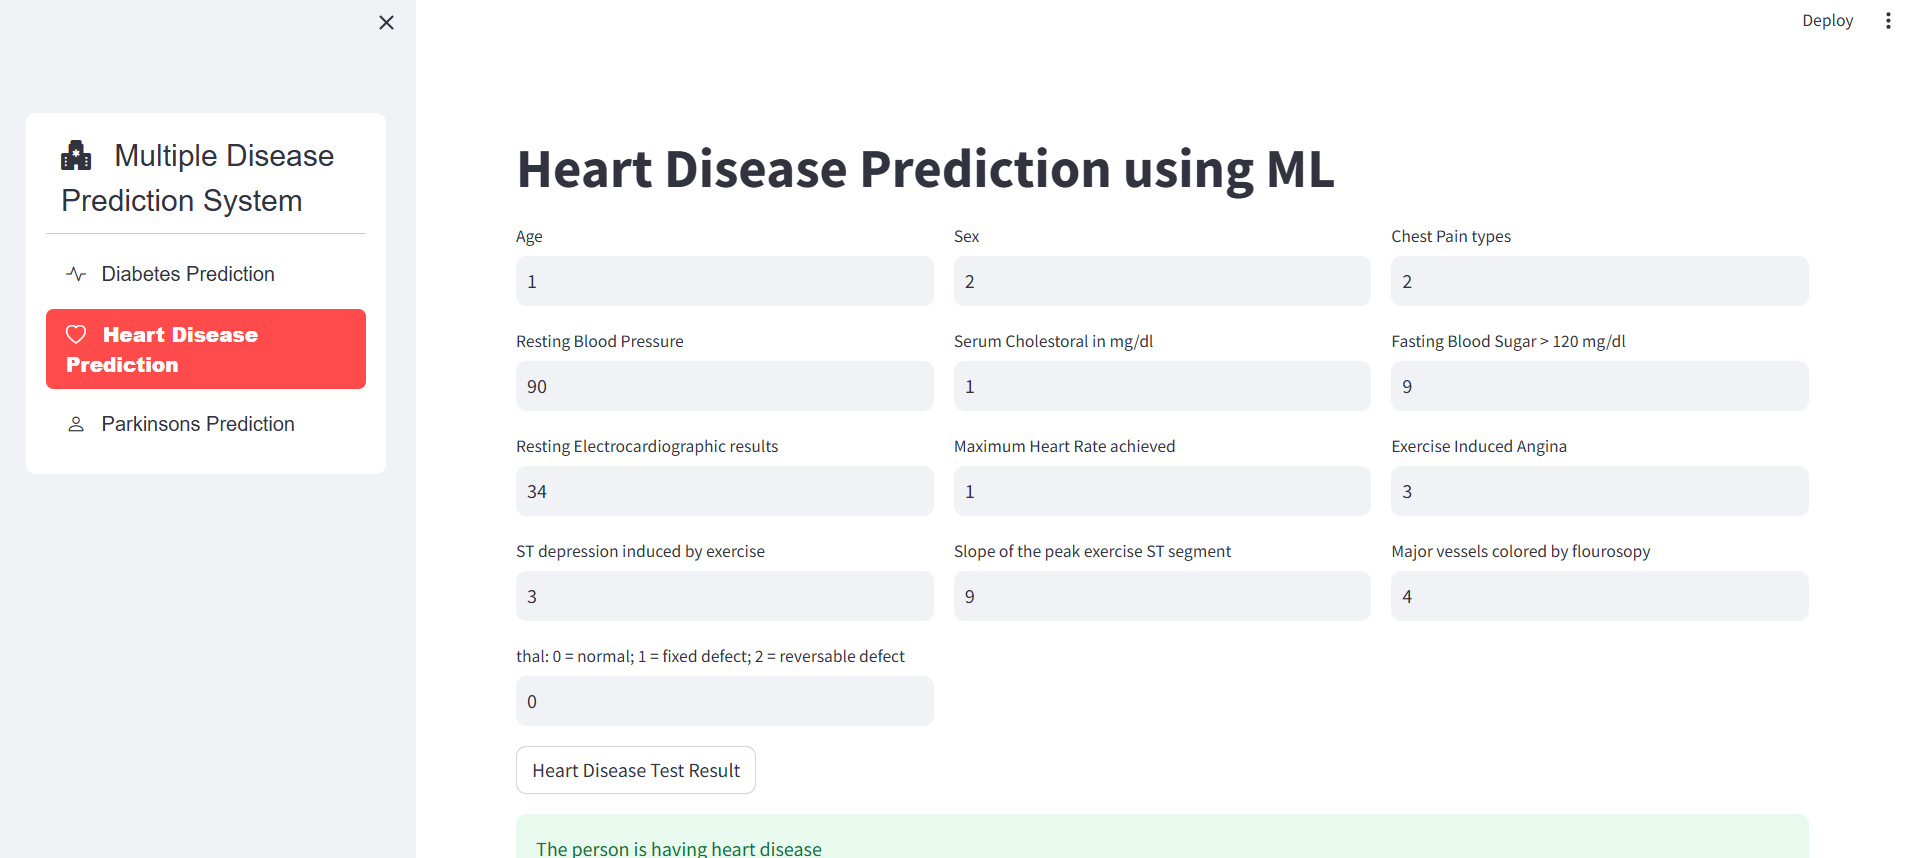 Deploy
Multiple Disease
Prediction System
Diabetes Prediction
Heart Disease
Prediction
Parkinsons Prediction
Heart Disease Prediction using ML
Age
Sex
Chest Pain types
1
2
2
Resting Blood Pressure
Serum Cholestoral in mg/dl
Fasting Blood Sugar > 120 mg/dl
90
1
9
Resting Electrocardiographic results
Maximum Heart Rate achieved
Exercise Induced Angina
34
1
3
ST depression induced by exercise
Slope of the peak exercise ST segment
Major vessels colored by flourosopy
3
9
4
thal: 0 = normal; 1 = fixed defect; 2 = reversable defect
0
Heart Disease Test Result
The person is having heart disease